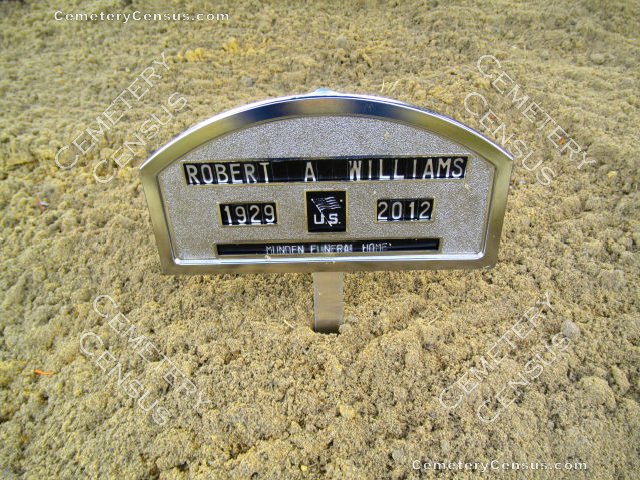 CemeteryCensus.com
CEMETERY CENSUS
CEMETERY CENSUS
ROBERT A WILLIAMS
1929 U.S. 2012
MUNDEN FUNERAL HOME
CEMETERY CENSUS
CEMETERY CENSUS
CemeteryCensus.com